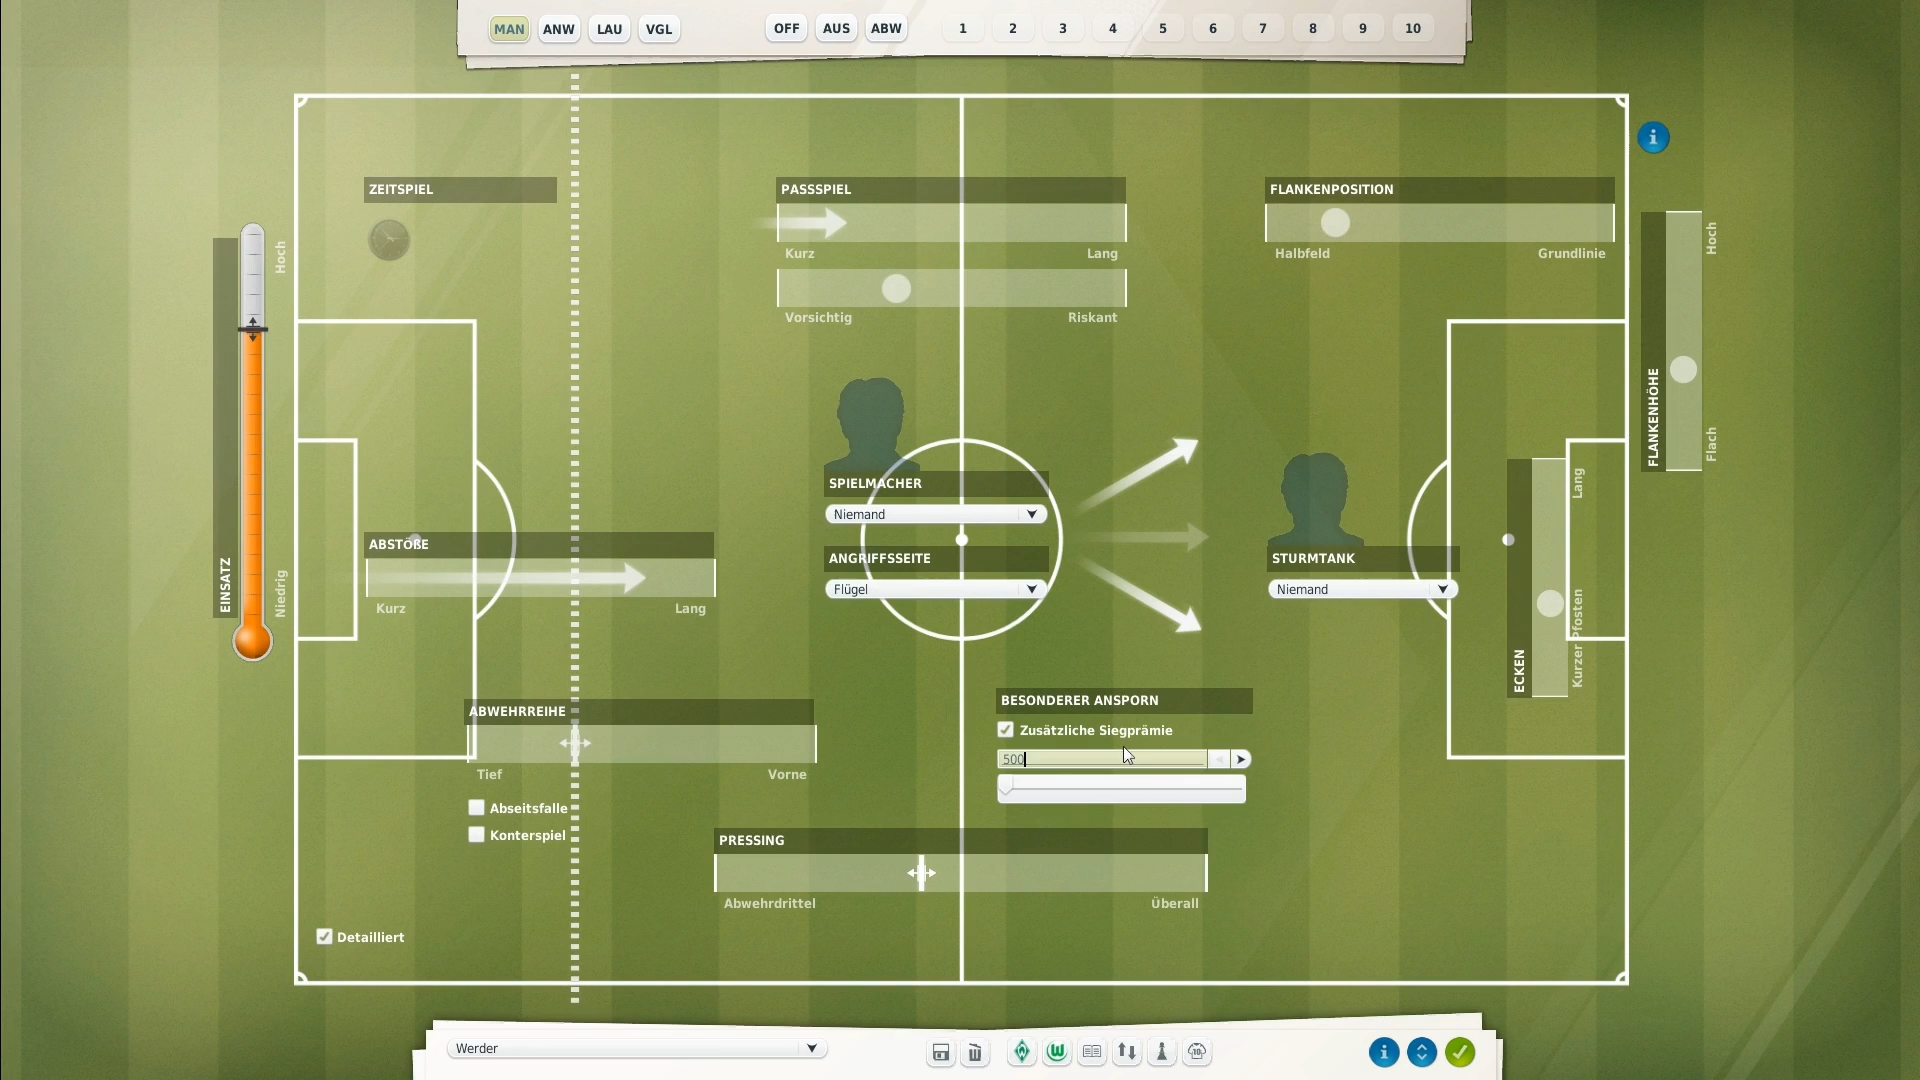 MAN ANW LAU VGL OFF AUS ABW 1 2 3 4 5 6 7 8 9 10
ZEITSPIEL
PASSSPIEL
Kurz Lang
Vorsichtig Riskant
FLANKENPOSITION
Halbfeld Grundlinie
Hoch
FLANKENHÖHE
Flach
Hoch
EINSATZ
Niedrig
SPIELMACHER
Niemand
ANGRIFFSSEITE
Flügel
STURMTANK
Niemand
ABSTÖßE
Kurz Lang
Lang
ECKEN
Kurzer Pfosten
ABWEHRREIHE
Tief Vorne
Abseitsfalle
Konterspiel
BESONDERER ANSPORN
Zusätzliche Siegprämie
500
PRESSING
Abwehrdrittel Überall
Detailliert
Werder
10